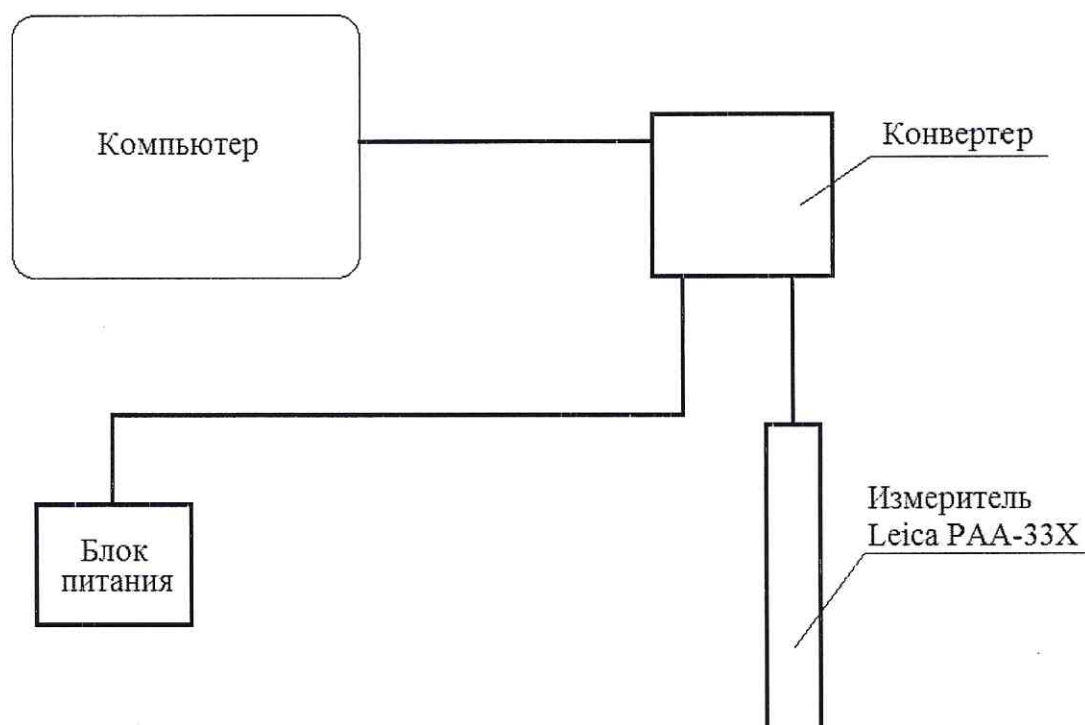 Компьютер
Конвертер
Измеритель
Leica PAA-33X
Блок
питания